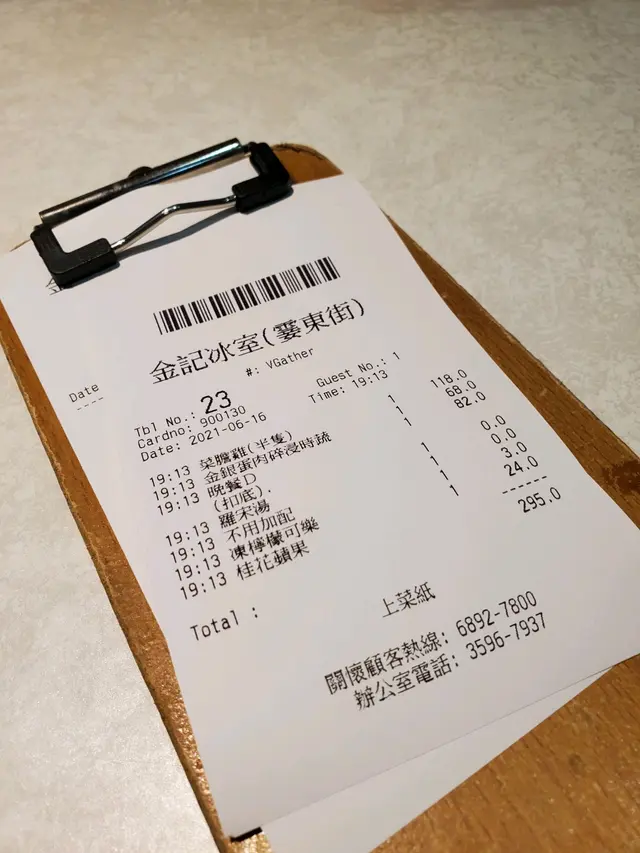 金記冰室(霎東街)
#: VGather
Date
----
Tbl No.: 23 Guest No.: 1
Cardno: 900130 Time: 19:13
Date: 2021-06-16
19:13 菜膽雞(半隻) 1 118.0
19:13 金銀蛋肉碎浸時蔬 1 68.0
19:13 晚餐D 1 82.0
(扣底).
19:13 羅宋湯 1 0.0
19:13 不用加配 1 0.0
19:13 凍檸檬可樂 1 3.0
19:13 桂花蘋果 1 24.0
------
Total : 295.0
上菜紙
關懷顧客熱線: 6892-7800
辦公室電話: 3596-7937